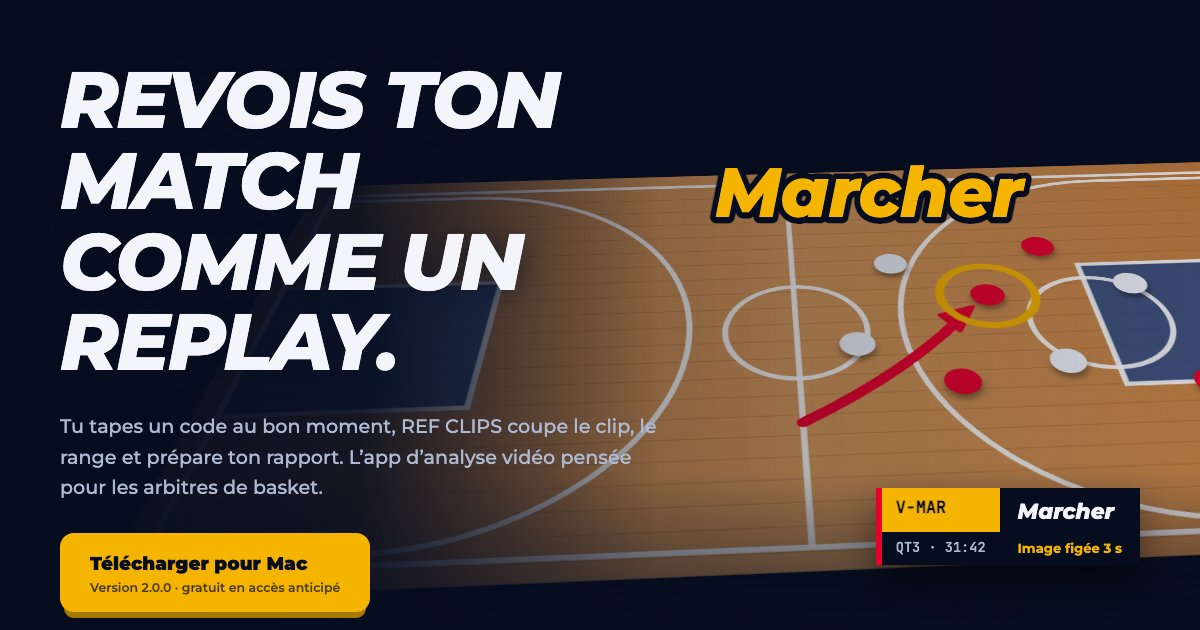 REVOIS TON
MATCH
COMME UN
REPLAY.
Tu tapes un code au bon moment, REF CLIPS coupe le clip, le
range et prépare ton rapport. L’app d’analyse vidéo pensée
pour les arbitres de basket.
Télécharger pour Mac
Version 2.0.0 · gratuit en accès anticipé
Marcher
V-MAR
Marcher
QT3 · 31:42
Image figée 3 s